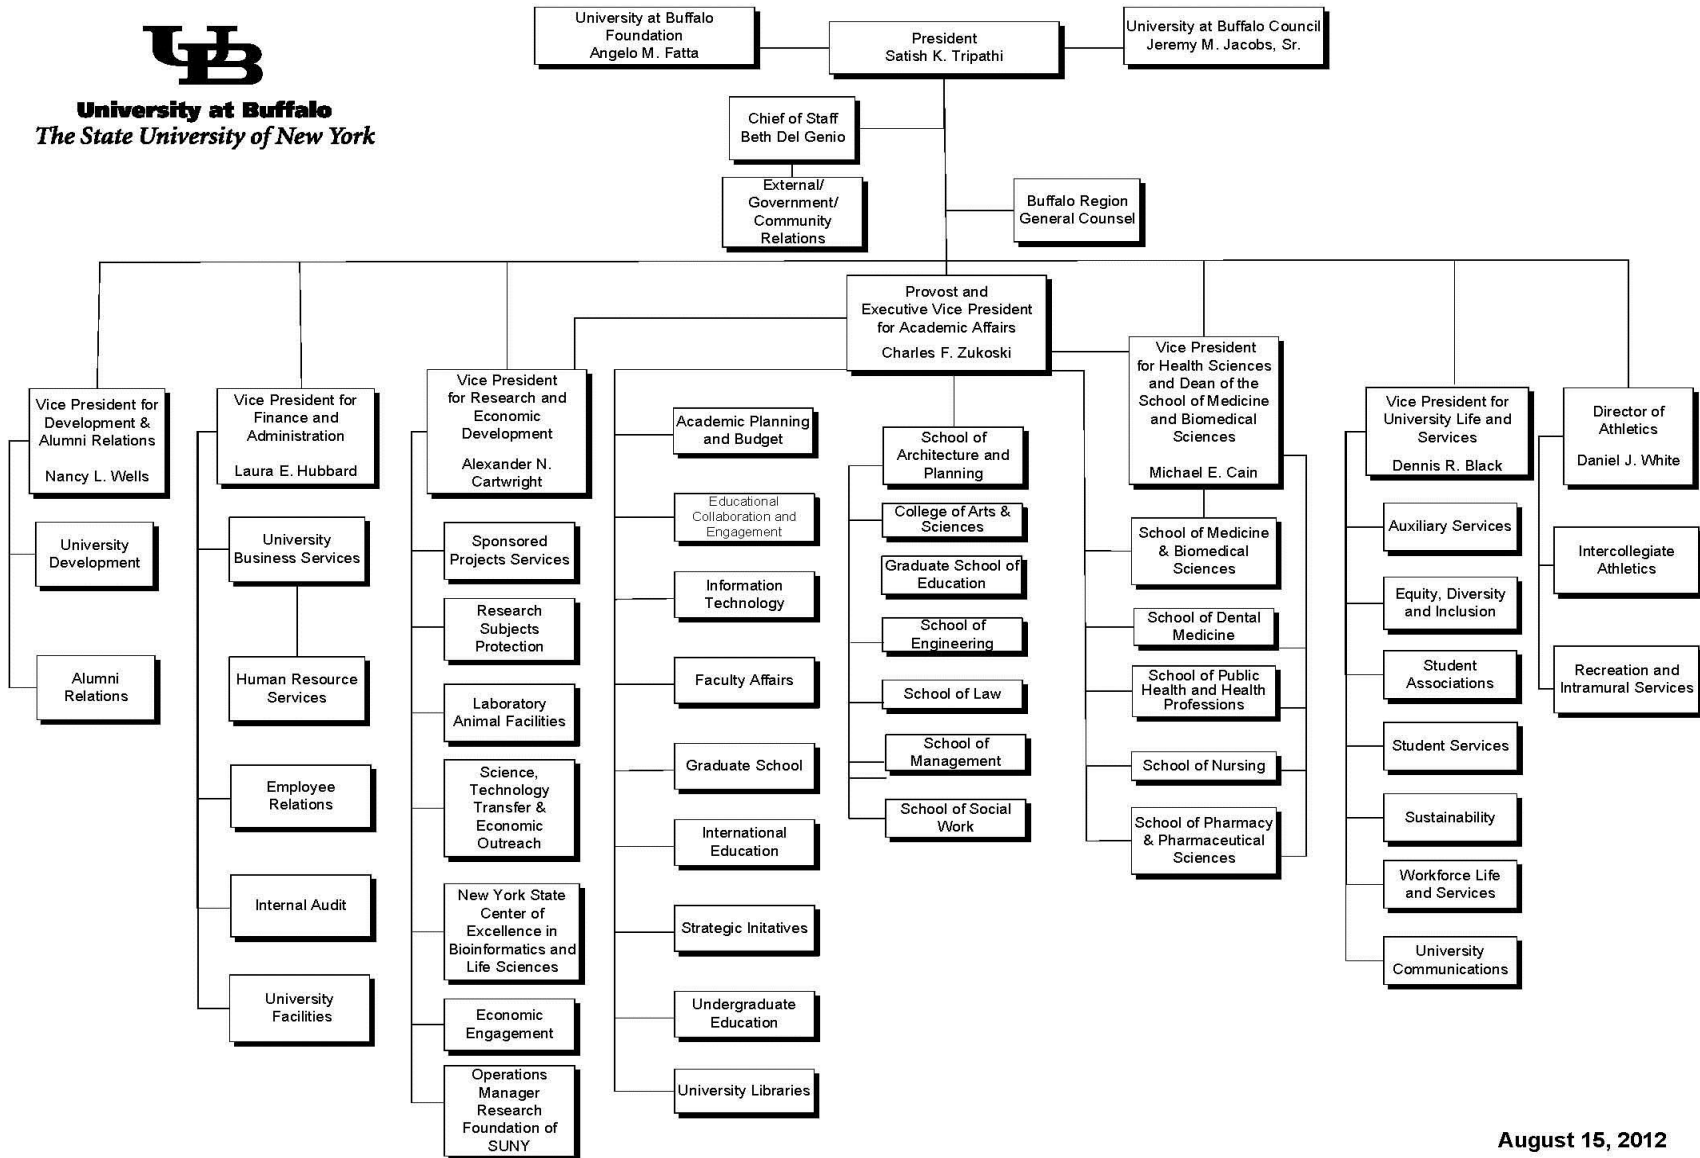 UB
University at Buffalo
The State University of New York
University at Buffalo
Foundation
Angelo M. Fatta
President
Satish K. Tripathi
University at Buffalo Council
Jeremy M. Jacobs, Sr.
Chief of Staff
Beth Del Genio
External/
Government/
Community
Relations
Buffalo Region
General Counsel
Provost and
Executive Vice President
for Academic Affairs
Charles F. Zukoski
Vice President for
Development &
Alumni Relations
Nancy L. Wells
University
Development
Alumni
Relations
Vice President for
Finance and
Administration
Laura E. Hubbard
University
Business Services
Human Resource
Services
Employee
Relations
Internal Audit
University
Facilities
Vice President
for Research and
Economic
Development
Alexander N.
Cartwright
Sponsored
Projects Services
Research
Subjects
Protection
Laboratory
Animal Facilities
Science,
Technology
Transfer &
Economic
Outreach
New York State
Center of
Excellence in
Bioinformatics and
Life Sciences
Economic
Engagement
Operations
Manager
Research
Foundation of
SUNY
Academic Planning
and Budget
Educational
Collaboration and
Engagement
Information
Technology
Faculty Affairs
Graduate School
International
Education
Strategic Initatives
Undergraduate
Education
University Libraries
School of
Architecture and
Planning
College of Arts &
Sciences
Graduate School of
Education
School of
Engineering
School of Law
School of
Management
School of Social
Work
Vice President
for Health Sciences
and Dean of the
School of Medicine
and Biomedical
Sciences
Michael E. Cain
School of Medicine
& Biomedical
Sciences
School of Dental
Medicine
School of Public
Health and Health
Professions
School of Nursing
School of Pharmacy
& Pharmaceutical
Sciences
Vice President for
University Life and
Services
Dennis R. Black
Auxiliary Services
Equity, Diversity
and Inclusion
Student
Associations
Student Services
Sustainability
Workforce Life
and Services
University
Communications
Director of
Athletics
Daniel J. White
Intercollegiate
Athletics
Recreation and
Intramural Services
August 15, 2012